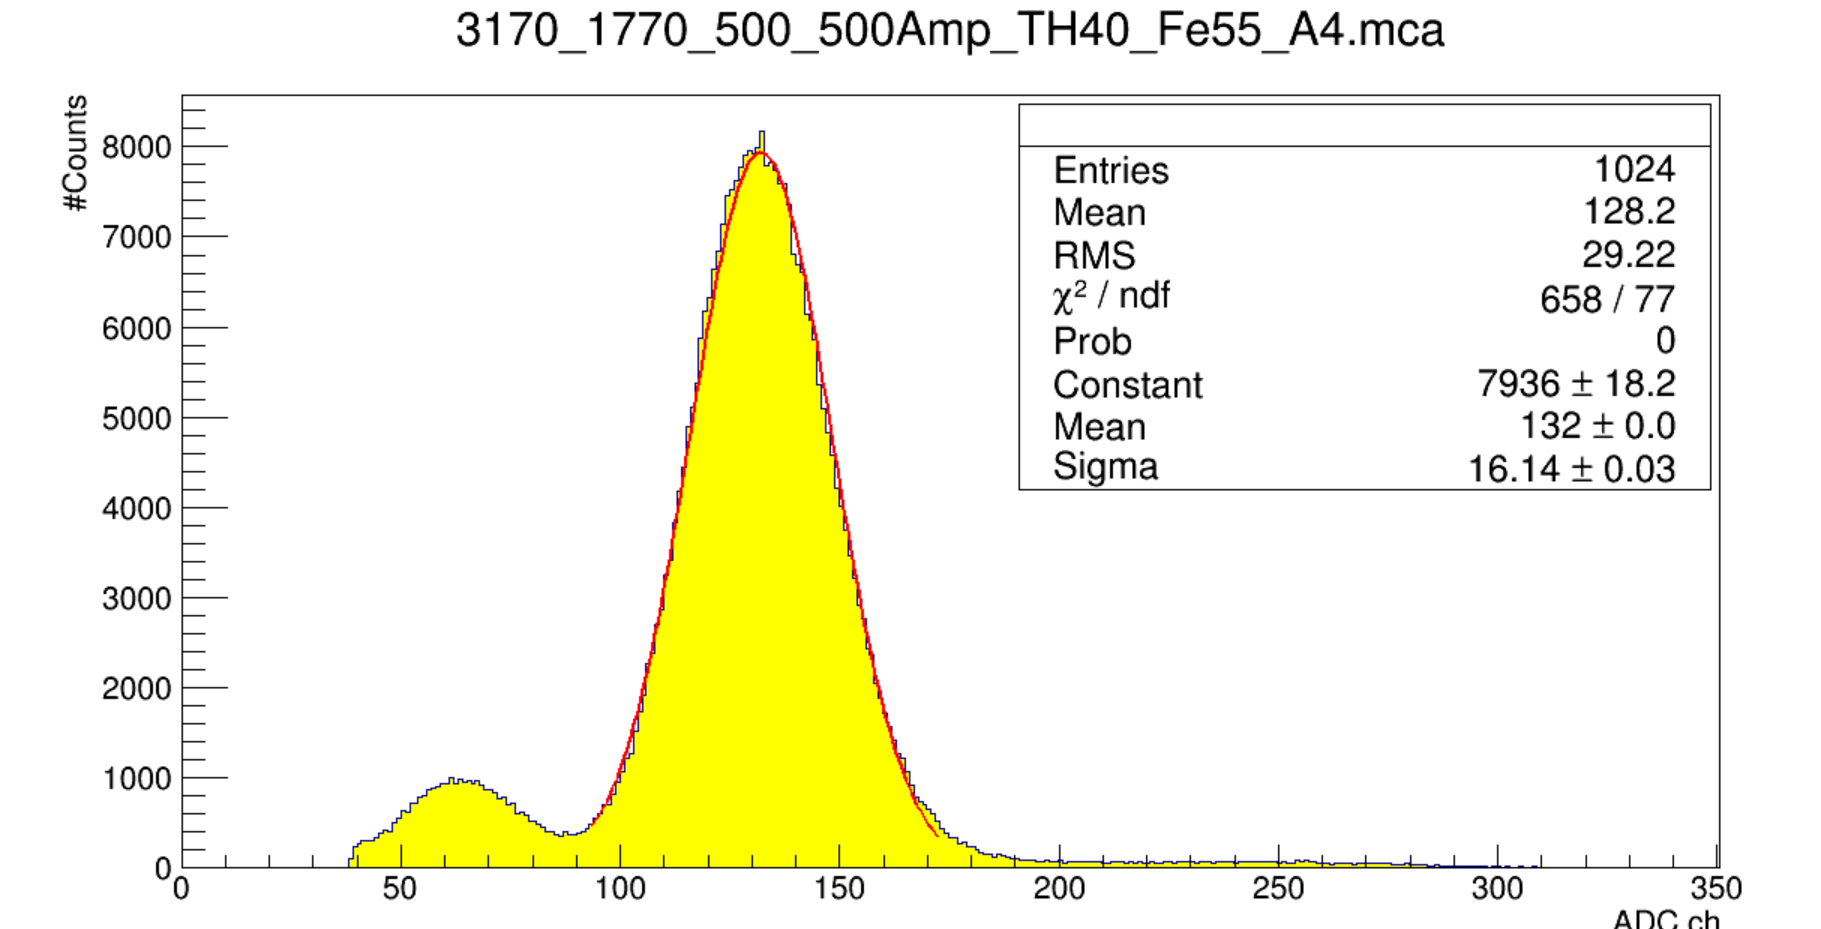 3170_1770_500_500Amp_TH40_Fe55_A4.mca
#Counts
8000
7000
6000
5000
4000
3000
2000
1000
0
Entries 1024
Mean 128.2
RMS 29.22
χ² / ndf 658 / 77
Prob 0
Constant 7936 ± 18.2
Mean 132 ± 0.0
Sigma 16.14 ± 0.03
0 50 100 150 200 250 300 350
ADC ch